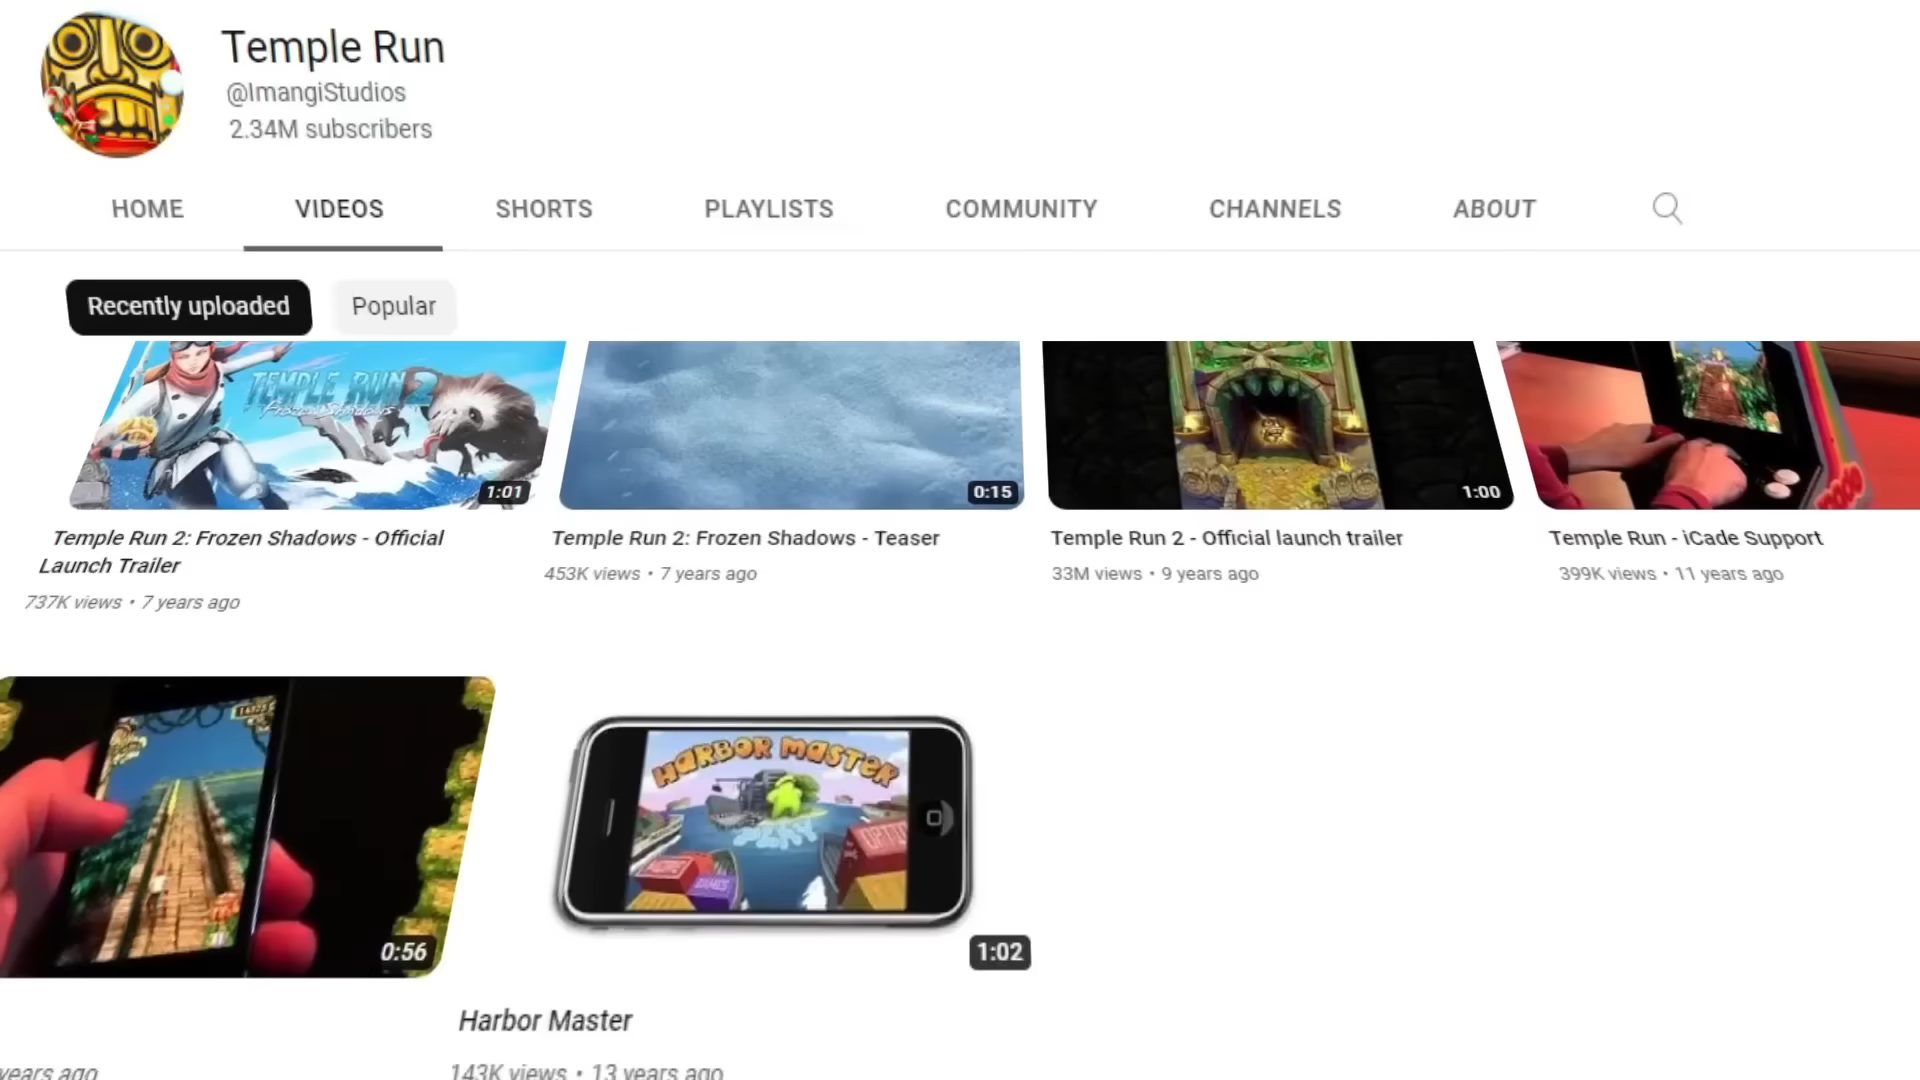 Temple Run
@ImangiStudios
2.34M subscribers
HOME VIDEOS SHORTS PLAYLISTS COMMUNITY CHANNELS ABOUT
Recently uploaded Popular
TEMPLE RUN 2
Frozen Shadows
1:01 0:15 1:00
Temple Run 2: Frozen Shadows - Official
Launch Trailer
737K views • 7 years ago
Temple Run 2: Frozen Shadows - Teaser
453K views • 7 years ago
Temple Run 2 - Official launch trailer
33M views • 9 years ago
Temple Run - iCade Support
399K views • 11 years ago
HARBOR MASTER
PLAY
0:56 1:02
Harbor Master
years ago
143K views • 13 years ago